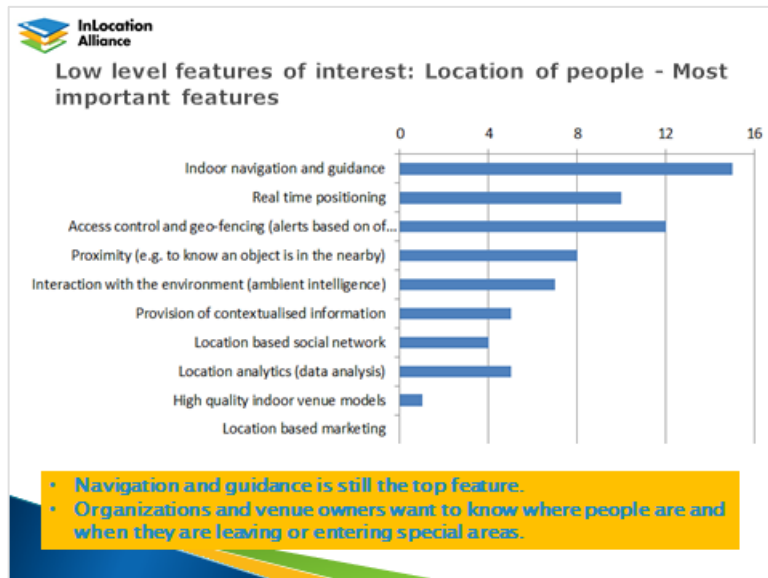 InLocation
Alliance
Low level features of interest: Location of people - Most
important features
0 4 8 12 16
Indoor navigation and guidance
Real time positioning
Access control and geo-fencing (alerts based on of...
Proximity (e.g. to know an object is in the nearby)
Interaction with the environment (ambient intelligence)
Provision of contextualised information
Location based social network
Location analytics (data analysis)
High quality indoor venue models
Location based marketing
• Navigation and guidance is still the top feature.
• Organizations and venue owners want to know where people are and
when they are leaving or entering special areas.